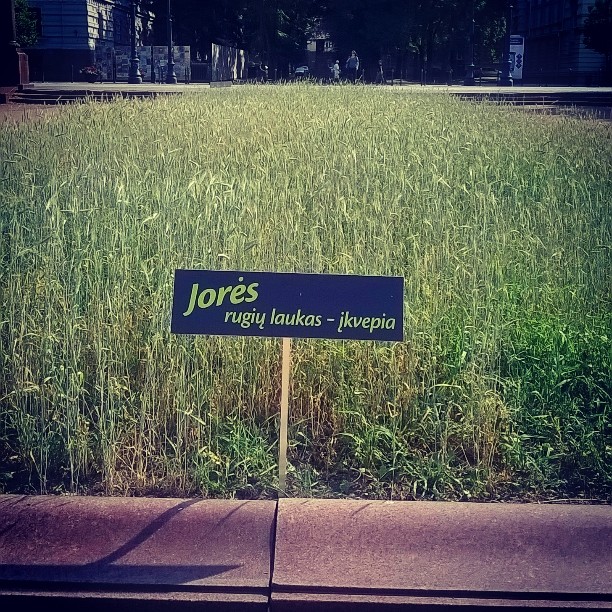 Jorės
rugių laukas – įkvepia